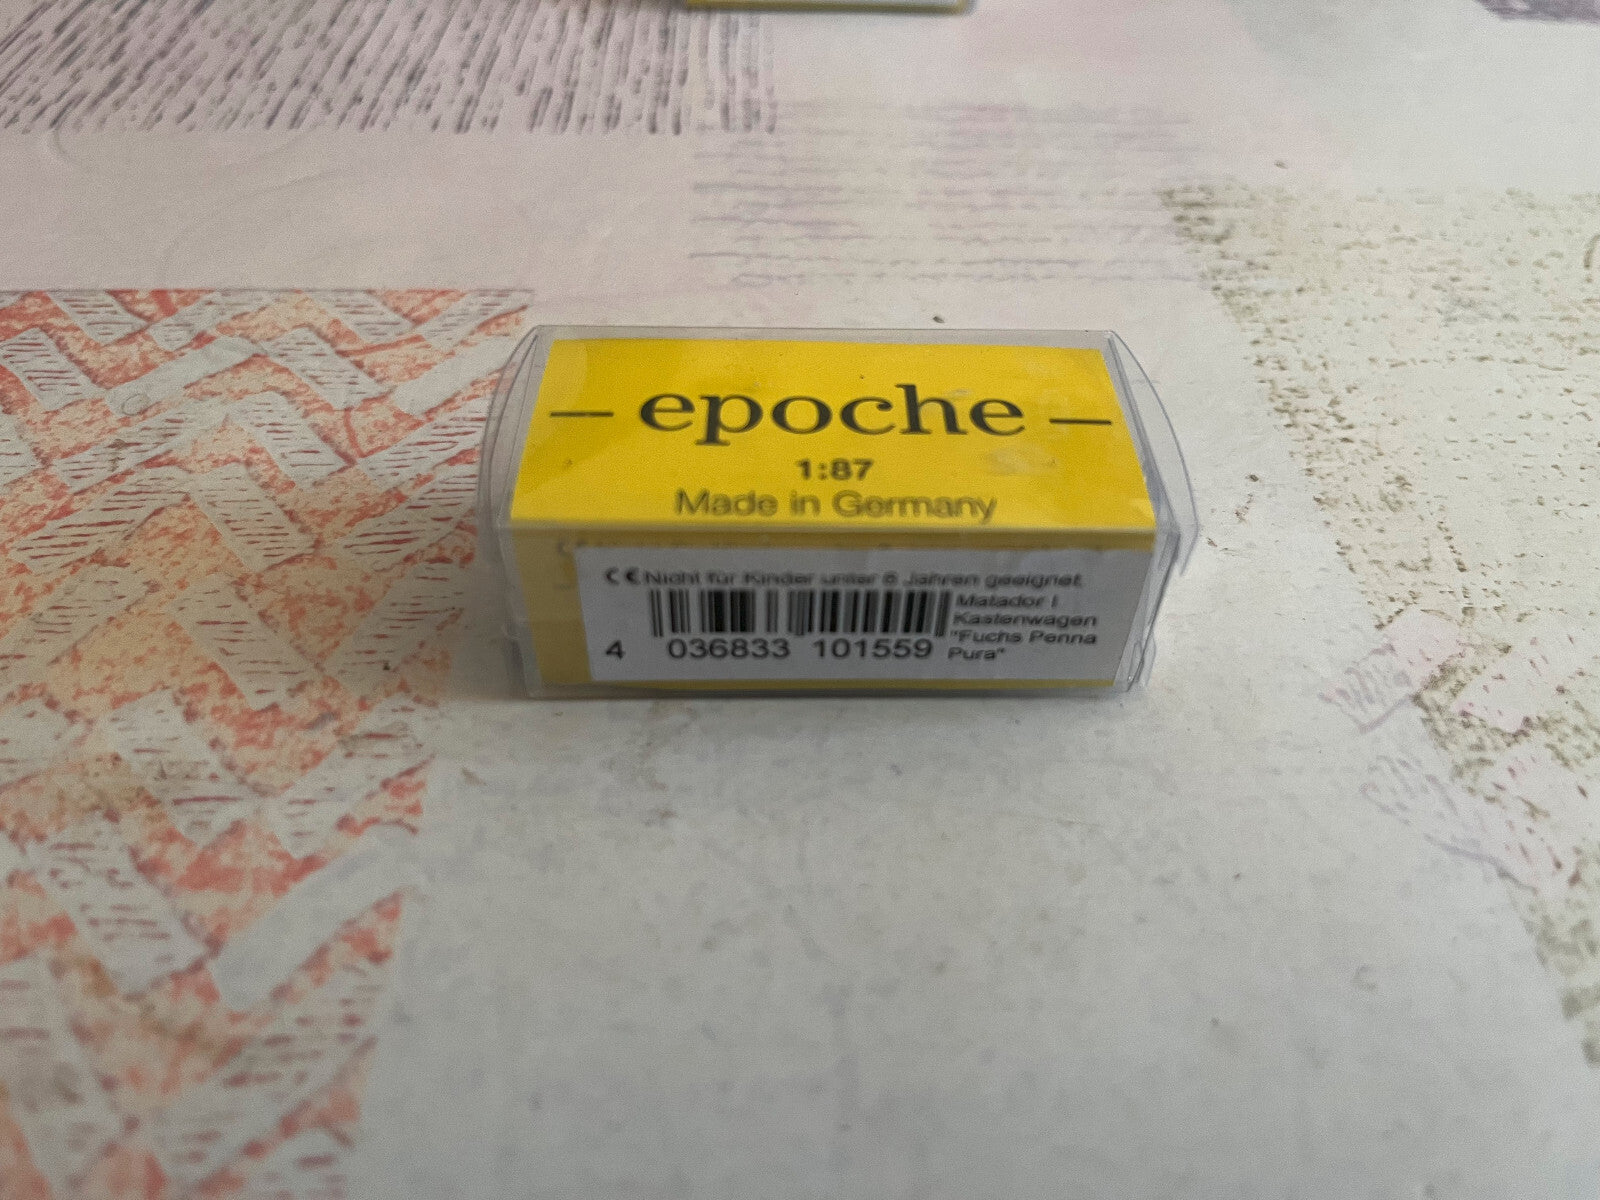 – epoche –
1:87
Made in Germany
CE Nicht für Kinder unter 6 Jahren geeignet.
Matador I
Kastenwagen
"Fuchs Penna
Pura"
4 036833 101559